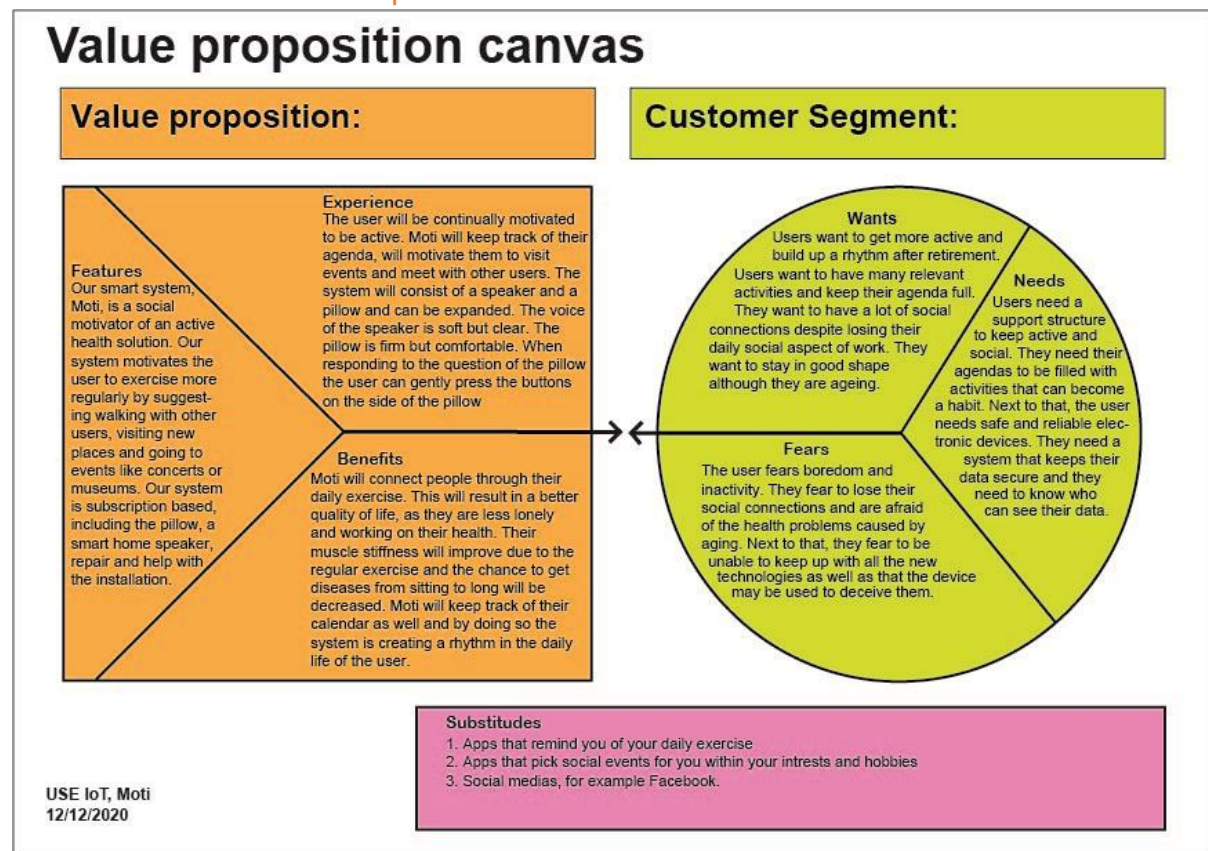 Value proposition canvas
Value proposition:
Customer Segment:
Features
Our smart system,
Moti, is a social
motivator of an active
health solution. Our
system motivates the
user to exercise more
regularly by suggest-
ing walking with other
users, visiting new
places and going to
events like concerts or
museums. Our system
is subscription based,
including the pillow, a
smart home speaker,
repair and help with
the installation.
Experience
The user will be continually motivated
to be active. Moti will keep track of their
agenda, will motivate them to visit
events and meet with other users. The
system will consist of a speaker and a
pillow and can be expanded. The voice
of the speaker is soft but clear. The
pillow is firm but comfortable. When
responding to the question of the pillow
the user can gently press the buttons
on the side of the pillow
Benefits
Moti will connect people through their
daily exercise. This will result in a better
quality of life, as they are less lonely
and working on their health. Their
muscle stiffness will improve due to the
regular exercise and the chance to get
diseases from sitting to long will be
decreased. Moti will keep track of their
calendar as well and by doing so the
system is creating a rhythm in the daily
life of the user.
Wants
Users want to get more active and
build up a rhythm after retirement.
Users want to have many relevant
activities and keep their agenda full.
They want to have a lot of social
connections despite losing their
daily social aspect of work. They
want to stay in good shape
although they are ageing.
Needs
Users need a
support structure
to keep active and
social. They need their
agendas to be filled with
activities that can become
a habit. Next to that, the user
needs safe and reliable elec-
tronic devices. They need a
system that keeps their
data secure and they
need to know who
can see their data.
Fears
The user fears boredom and
inactivity. They fear to lose their
social connections and are afraid
of the health problems caused by
aging. Next to that, they fear to be
unable to keep up with all the new
technologies as well as that the device
may be used to deceive them.
Substitudes
1. Apps that remind you of your daily exercise
2. Apps that pick social events for you within your intrests and hobbies
3. Social medias, for example Facebook.
USE IoT, Moti
12/12/2020